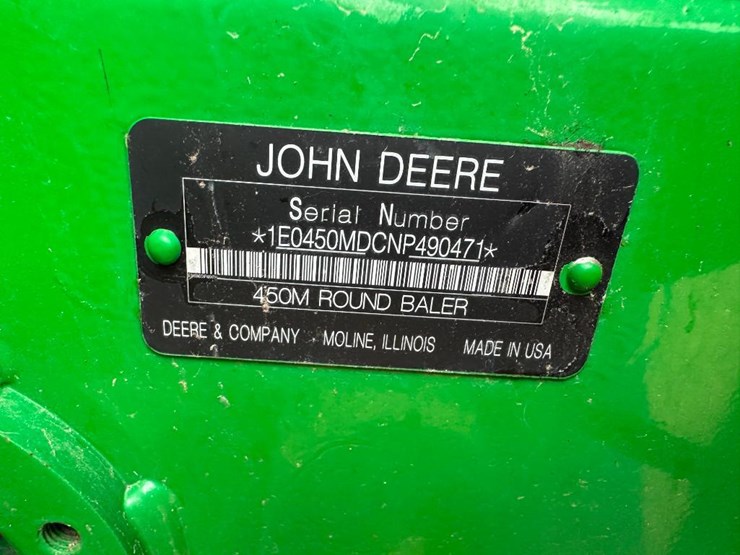 JOHN DEERE
Serial Number
*1E0450MDCNP490471*
450M ROUND BALER
DEERE & COMPANY MOLINE, ILLINOIS MADE IN USA